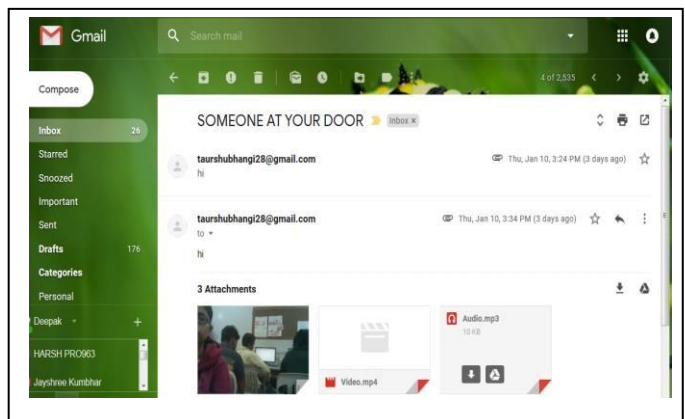 Gmail
Search mail
Compose
4 of 2,535
Inbox 26
Starred
Snoozed
Important
Sent
Drafts 176
Categories
Personal
Deepak
HARSH PRO963
Jayshree Kumbhar
SOMEONE AT YOUR DOOR Inbox x
taurshubhangi28@gmail.com Thu, Jan 10, 3:24 PM (3 days ago)
hi
taurshubhangi28@gmail.com Thu, Jan 10, 3:34 PM (3 days ago)
to
hi
3 Attachments
Video.mp4
Audio.mp3
10 KB